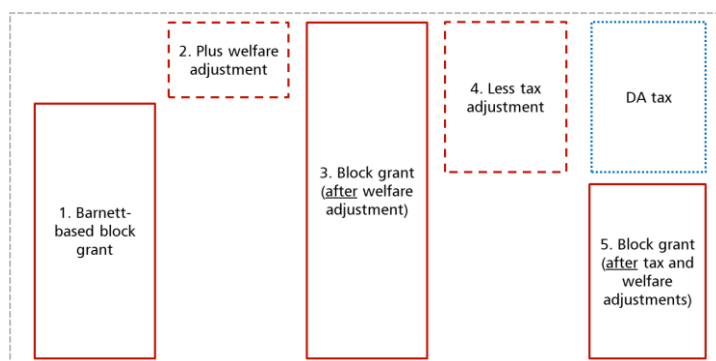 1. Barnett-
based block
grant
2. Plus welfare
adjustment
3. Block grant
(after welfare
adjustment)
4. Less tax
adjustment
DA tax
5. Block grant
(after tax and
welfare
adjustments)